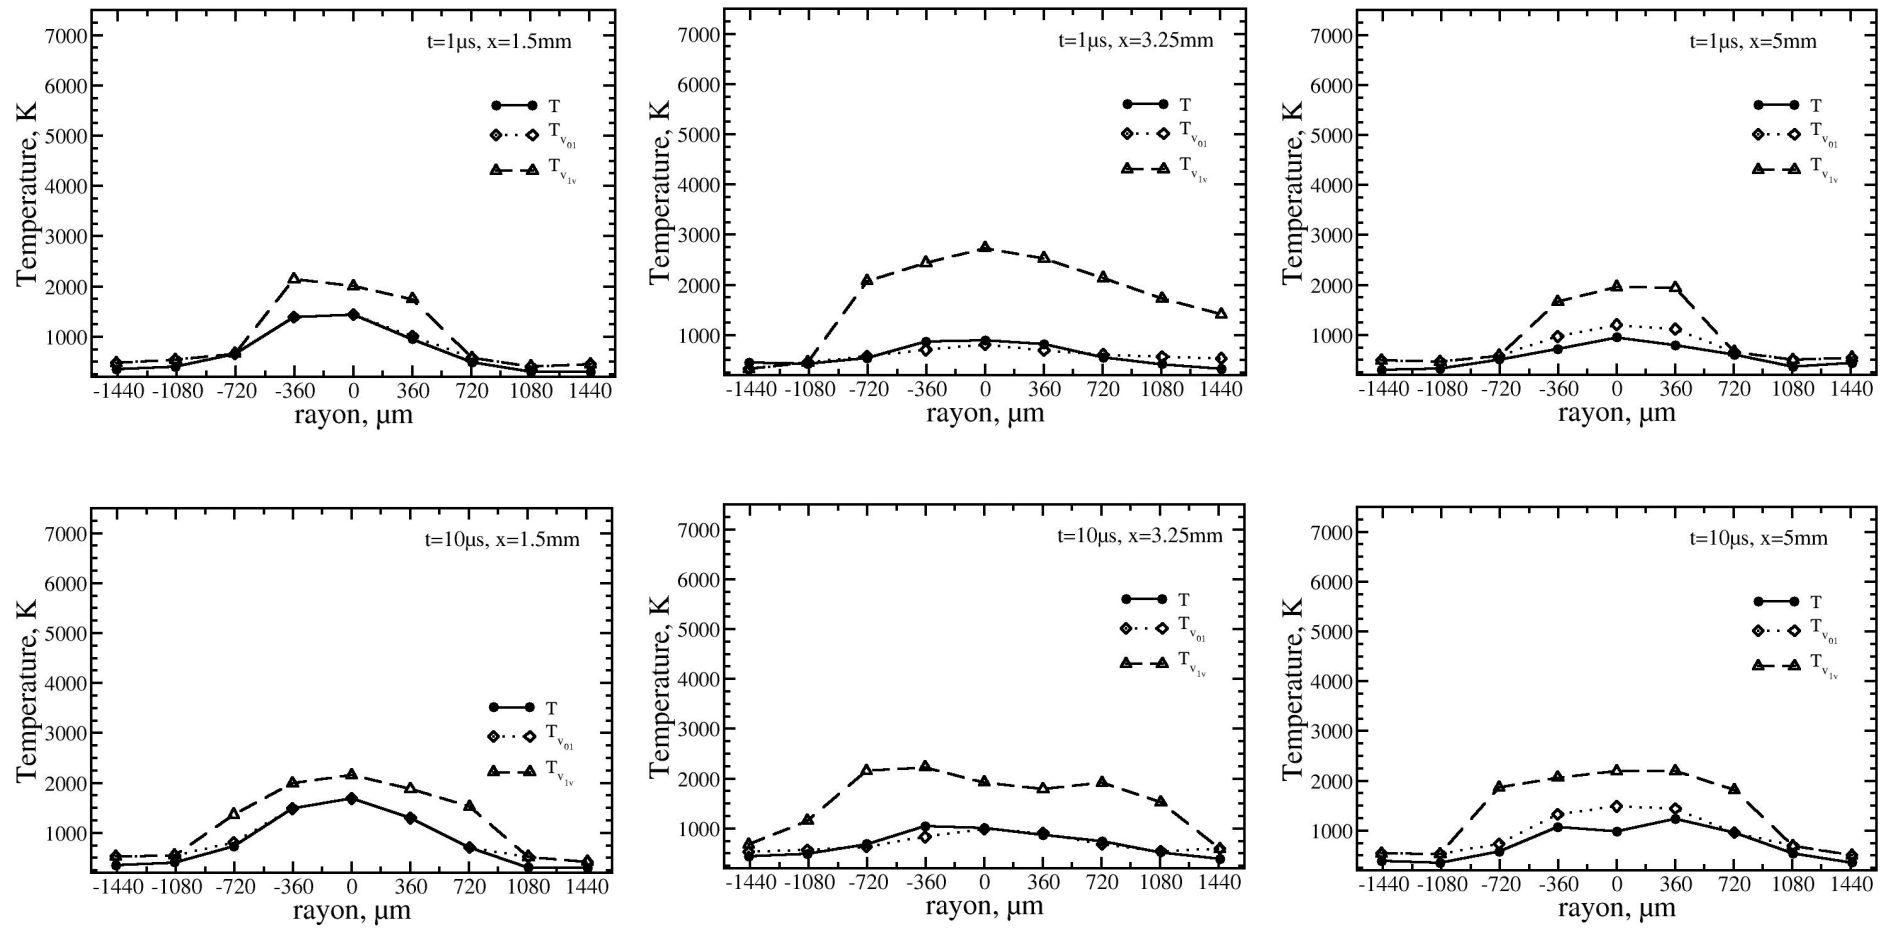 t=1μs, x=1.5mm
Temperature, K
7000
6000
5000
4000
3000
2000
1000
T
Tv01
Tv1v
-1440 -1080 -720 -360 0 360 720 1080 1440
rayon, μm
t=1μs, x=3.25mm
Temperature, K
7000
6000
5000
4000
3000
2000
1000
T
Tv01
Tv1v
-1440 -1080 -720 -360 0 360 720 1080 1440
rayon, μm
t=1μs, x=5mm
Temperature, K
7000
6000
5000
4000
3000
2000
1000
T
Tv01
Tv1v
-1440 -1080 -720 -360 0 360 720 1080 1440
rayon, μm
t=10μs, x=1.5mm
Temperature, K
7000
6000
5000
4000
3000
2000
1000
T
Tv01
Tv1v
-1440 -1080 -720 -360 0 360 720 1080 1440
rayon, μm
t=10μs, x=3.25mm
Temperature, K
7000
6000
5000
4000
3000
2000
1000
T
Tv01
Tv1v
-1440 -1080 -720 -360 0 360 720 1080 1440
rayon, μm
t=10μs, x=5mm
Temperature, K
7000
6000
5000
4000
3000
2000
1000
T
Tv01
Tv1v
-1440 -1080 -720 -360 0 360 720 1080 1440
rayon, μm